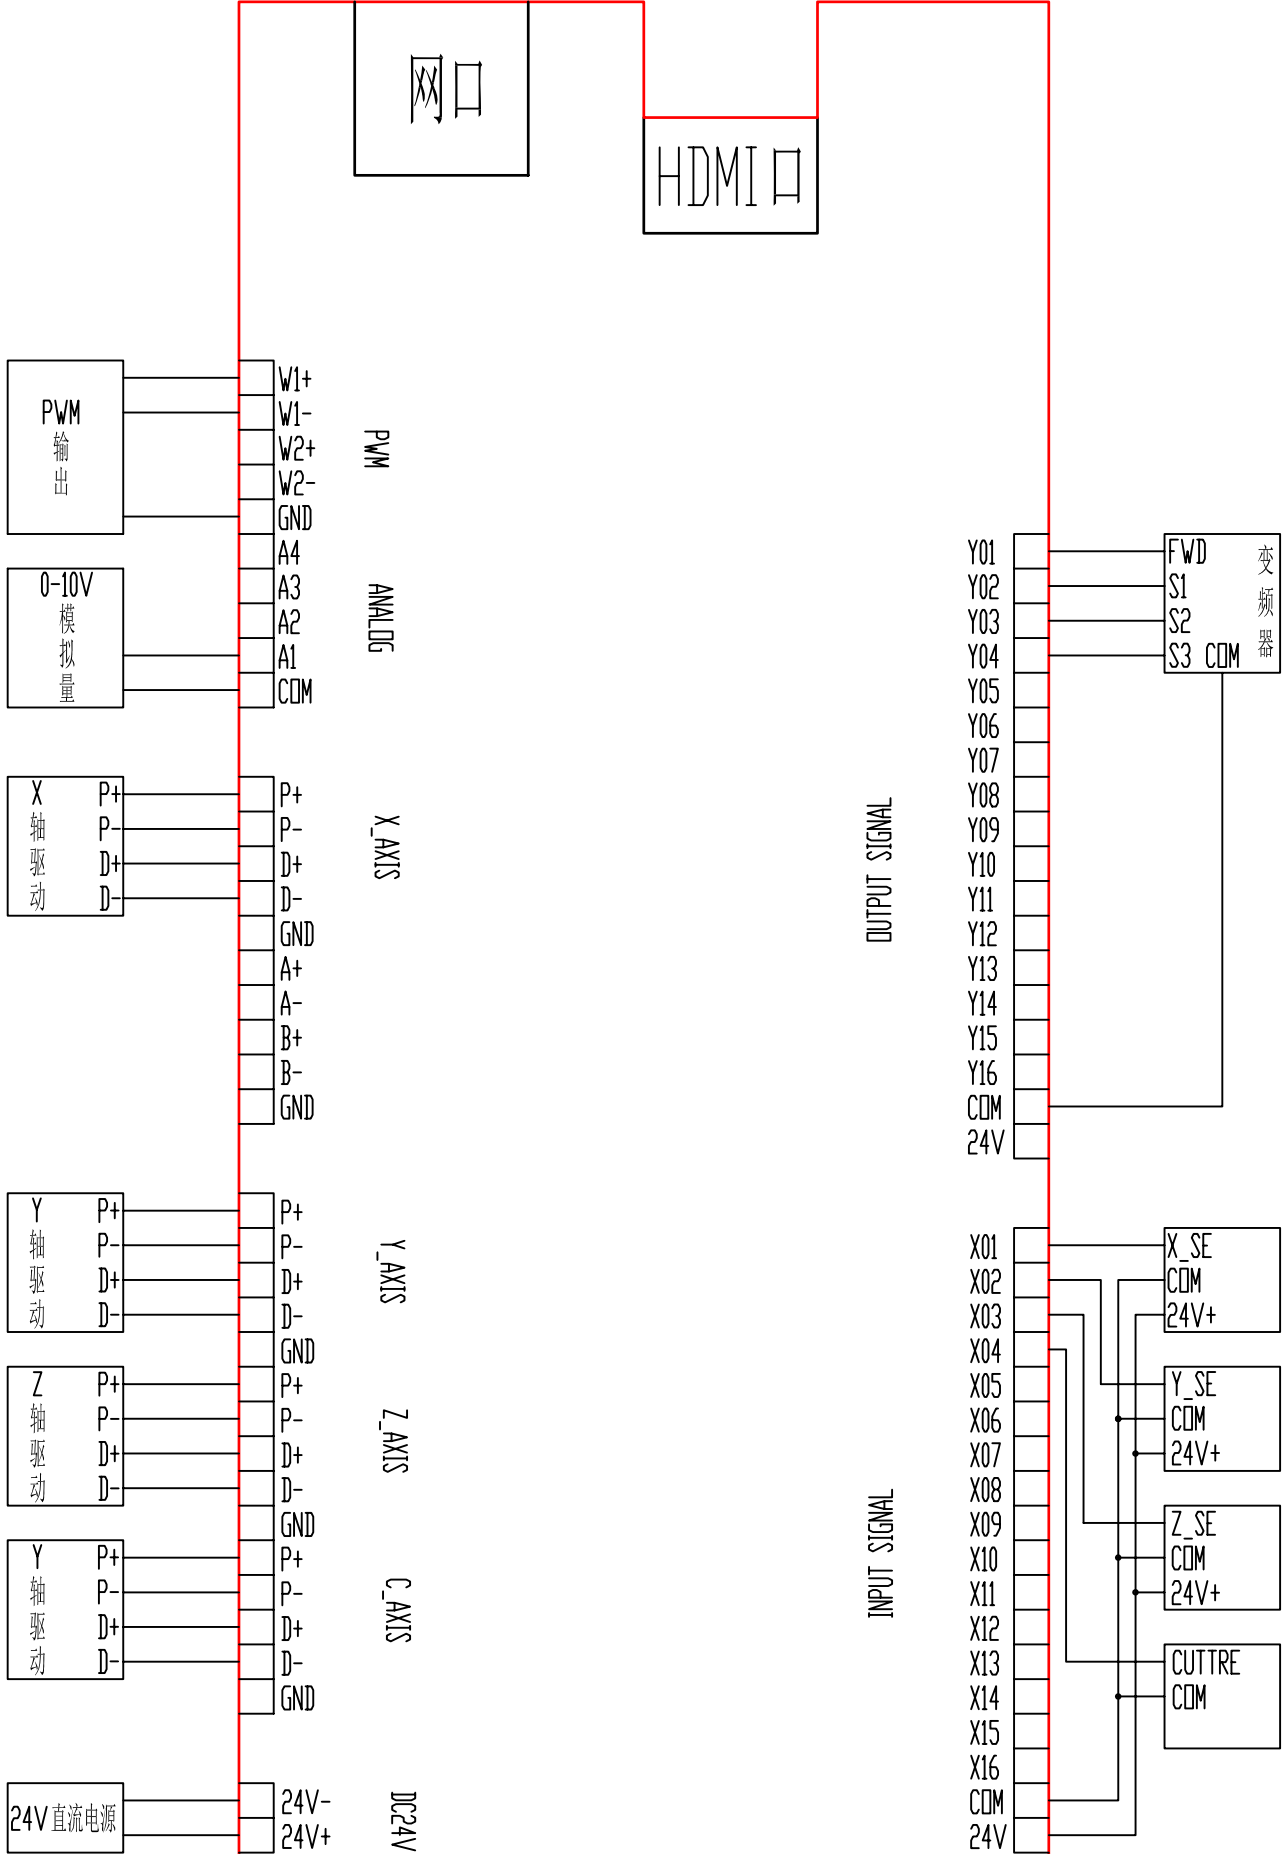 网口
HDMI口
PWM
输
出
W1+
W1-
W2+
W2-
GND
PWM
0-10V
模
拟
量
A4
A3
A2
A1
COM
ANALOG
X
轴
驱
动
P+
P-
D+
D-
P+
P-
D+
D-
GND
A+
A-
B+
B-
GND
X_AXIS
Y
轴
驱
动
P+
P-
D+
D-
P+
P-
D+
D-
GND
Y_AXIS
Z
轴
驱
动
P+
P-
D+
D-
P+
P-
D+
D-
GND
Z_AXIS
Y
轴
驱
动
P+
P-
D+
D-
P+
P-
D+
D-
GND
C_AXIS
24V直流电源
24V-
24V+
DC24V
OUTPUT SIGNAL
Y01
Y02
Y03
Y04
Y05
Y06
Y07
Y08
Y09
Y10
Y11
Y12
Y13
Y14
Y15
Y16
COM
24V
FWD
S1
S2
S3 COM
变
频
器
INPUT SIGNAL
X01
X02
X03
X04
X05
X06
X07
X08
X09
X10
X11
X12
X13
X14
X15
X16
COM
24V
X_SE
COM
24V+
Y_SE
COM
24V+
Z_SE
COM
24V+
CUTTRE
COM